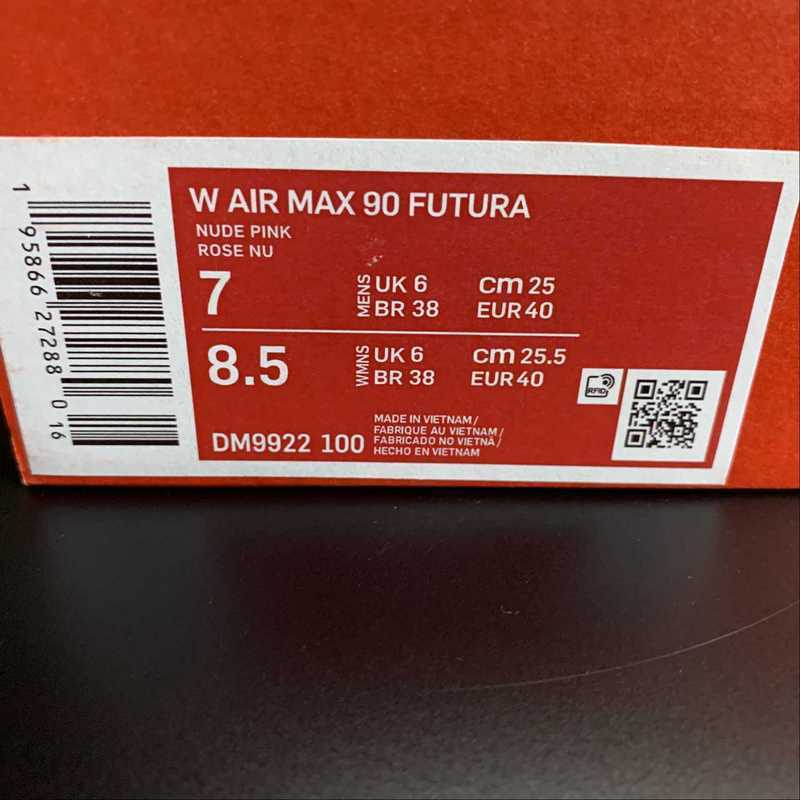 W AIR MAX 90 FUTURA
NUDE PINK
ROSE NU
7 MENS UK 6 cm 25
BR 38 EUR 40
8.5 WMNS UK 6 cm 25.5
BR 38 EUR 40
DM9922 100
MADE IN VIETNAM/
FABRIQUE AU VIETNAM/
FABRICADO NO VIETNÃ/
HECHO EN VIETNAM
RFID
1 95866 27288 0 16